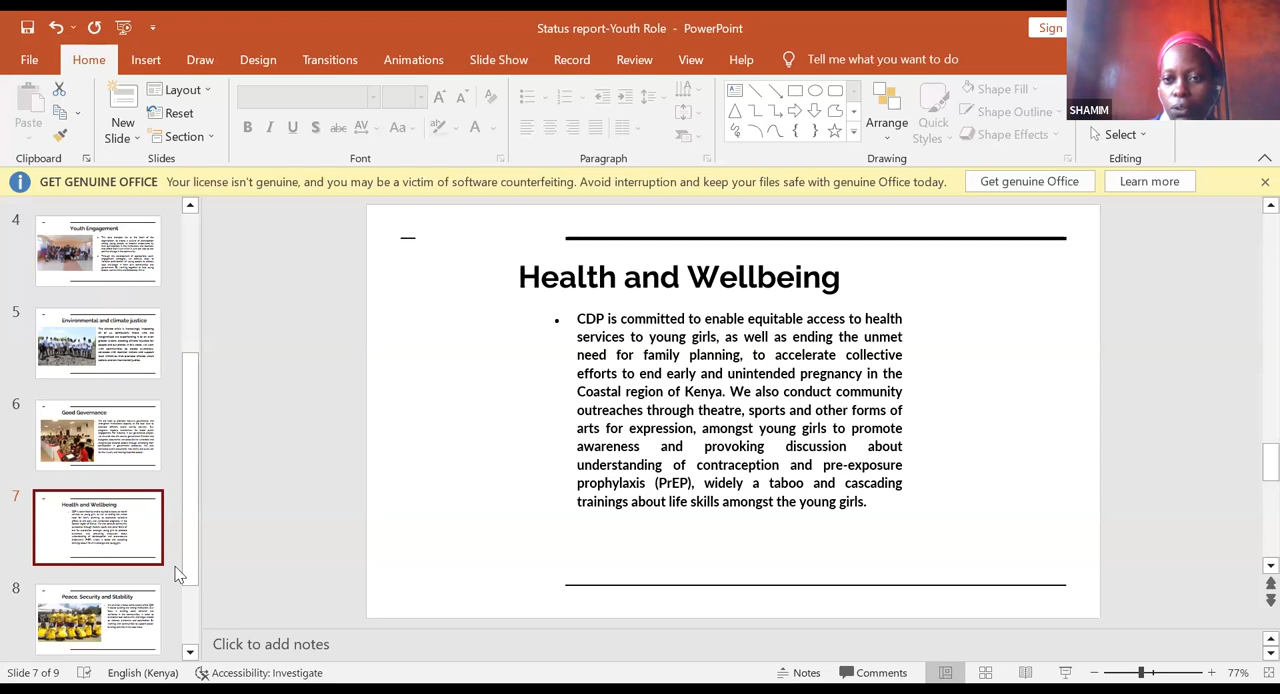 Status report-Youth Role - PowerPoint
Sign
File Home Insert Draw Design Transitions Animations Slide Show Record Review View Help Tell me what you want to do
SHAMIM
Paste
New
Slide
Layout
Reset
Section
B I U S abc AV Aa A
Arrange
Quick
Styles
Shape Fill
Shape Outline
Shape Effects
Select
Clipboard Slides Font Paragraph Drawing Editing
GET GENUINE OFFICE Your license isn't genuine, and you may be a victim of software counterfeiting. Avoid interruption and keep your files safe with genuine Office today. Get genuine Office Learn more
4
Youth Engagement
5
Environmental and climate justice
6
Good Governance
7
Health and Wellbeing
8
Peace, Security and Stability
Health and Wellbeing
• CDP is committed to enable equitable access to health
services to young girls, as well as ending the unmet
need for family planning, to accelerate collective
efforts to end early and unintended pregnancy in the
Coastal region of Kenya. We also conduct community
outreaches through theatre, sports and other forms of
arts for expression, amongst young girls to promote
awareness and provoking discussion about
understanding of contraception and pre-exposure
prophylaxis (PrEP), widely a taboo and cascading
trainings about life skills amongst the young girls.
Click to add notes
Slide 7 of 9 English (Kenya) Accessibility: Investigate Notes Comments 77%